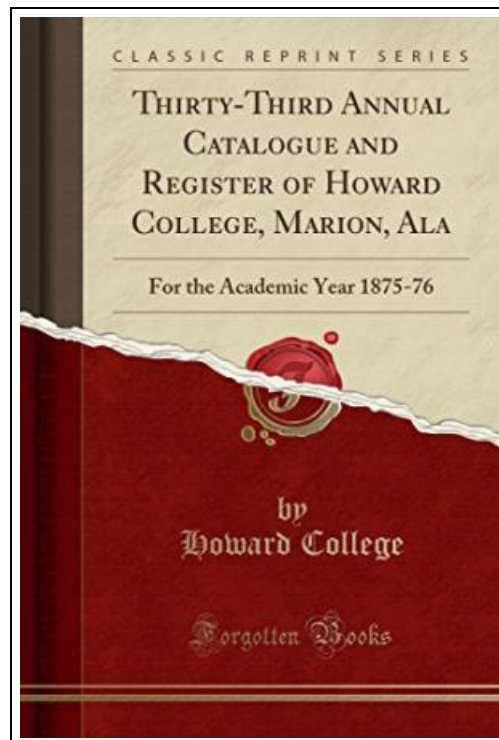 CLASSIC REPRINT SERIES
THIRTY-THIRD ANNUAL
CATALOGUE AND
REGISTER OF HOWARD
COLLEGE, MARION, ALA
For the Academic Year 1875-76
by
Howard College
Forgotten Books